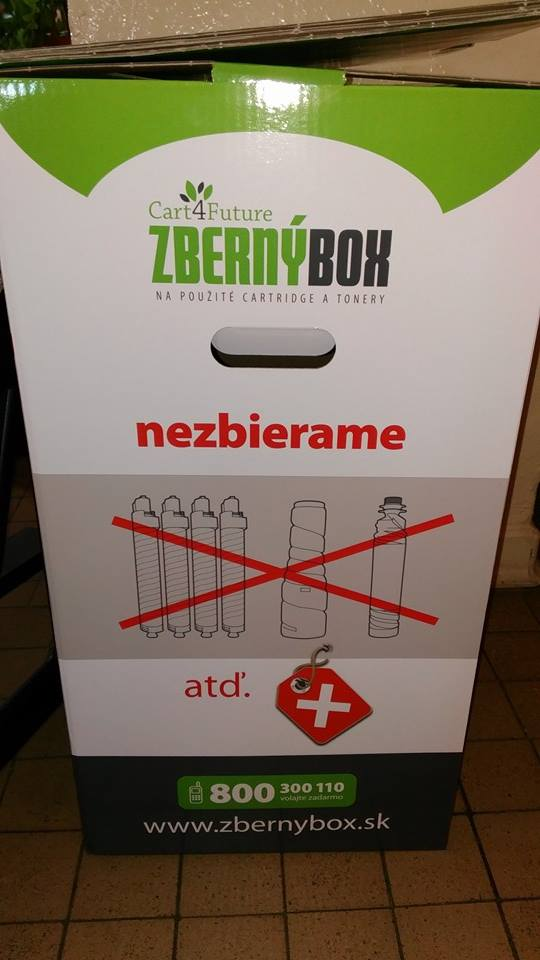 Cart4Future
ZBERNÝBOX
NA POUŽITÉ CARTRIDGE A TONERY
nezbierame
atď.
800 300 110
volajte zadarmo
www.zbernybox.sk